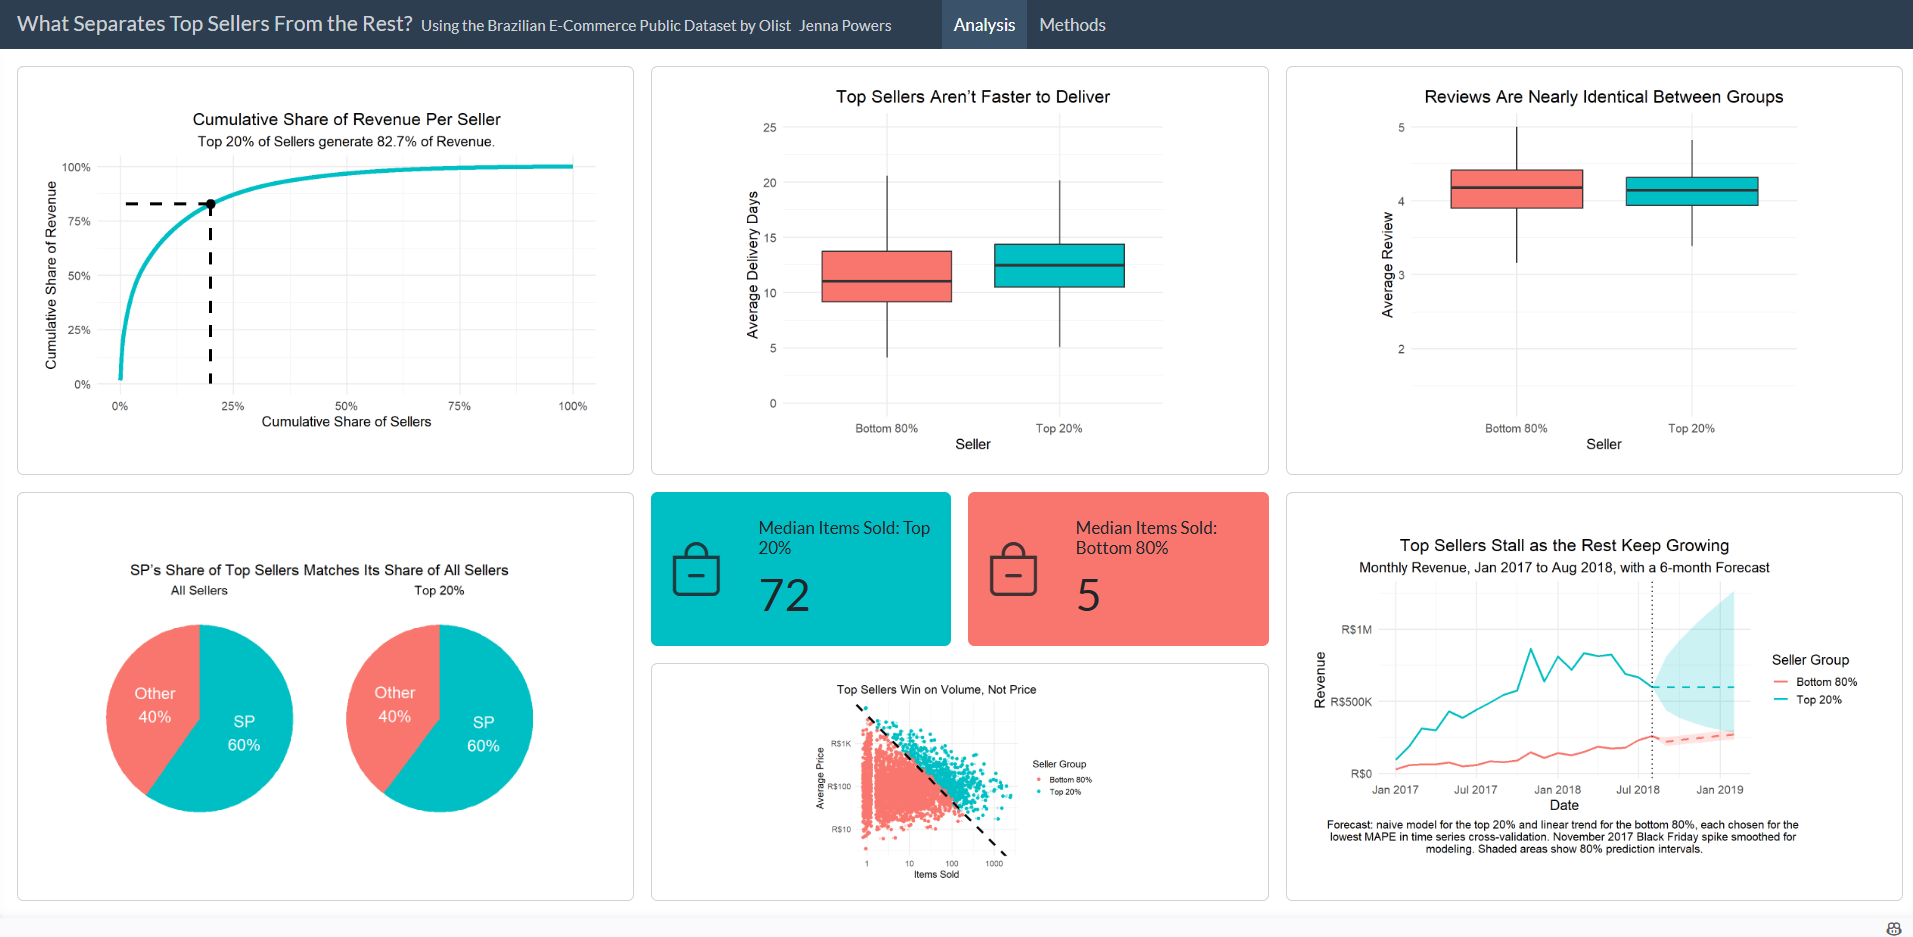 What Separates Top Sellers From the Rest? Using the Brazilian E-Commerce Public Dataset by Olist Jenna Powers
Analysis
Methods
Cumulative Share of Revenue Per Seller
Top 20% of Sellers generate 82.7% of Revenue.
Cumulative Share of Revenue
100%
75%
50%
25%
0%
0%
25%
50%
75%
100%
Cumulative Share of Sellers
Top Sellers Aren't Faster to Deliver
Average Delivery Days
25
20
15
10
5
0
Bottom 80%
Top 20%
Seller
Reviews Are Nearly Identical Between Groups
Average Review
5
4
3
2
Bottom 80%
Top 20%
Seller
SP's Share of Top Sellers Matches Its Share of All Sellers
All Sellers
Top 20%
Other
40%
SP
60%
Other
40%
SP
60%
Median Items Sold: Top
20%
72
Median Items Sold:
Bottom 80%
5
Top Sellers Win on Volume, Not Price
Average Price
R$1K
R$100
R$10
1
10
100
1000
Items Sold
Seller Group
Bottom 80%
Top 20%
Top Sellers Stall as the Rest Keep Growing
Monthly Revenue, Jan 2017 to Aug 2018, with a 6-month Forecast
Revenue
R$1M
R$500K
R$0
Jan 2017
Jul 2017
Jan 2018
Jul 2018
Jan 2019
Date
Seller Group
Bottom 80%
Top 20%
Forecast: naive model for the top 20% and linear trend for the bottom 80%, each chosen for the
lowest MAPE in time series cross-validation. November 2017 Black Friday spike smoothed for
modeling. Shaded areas show 80% prediction intervals.